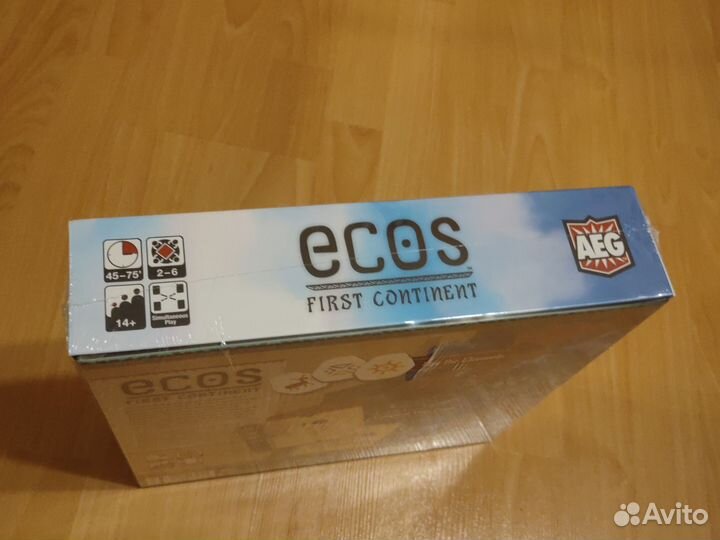 ecos
FIRST CONTINENT
AEG
45-75'
2-6
14+
Simultaneous
Play
ecos
FIRST CONTINENT
Avito